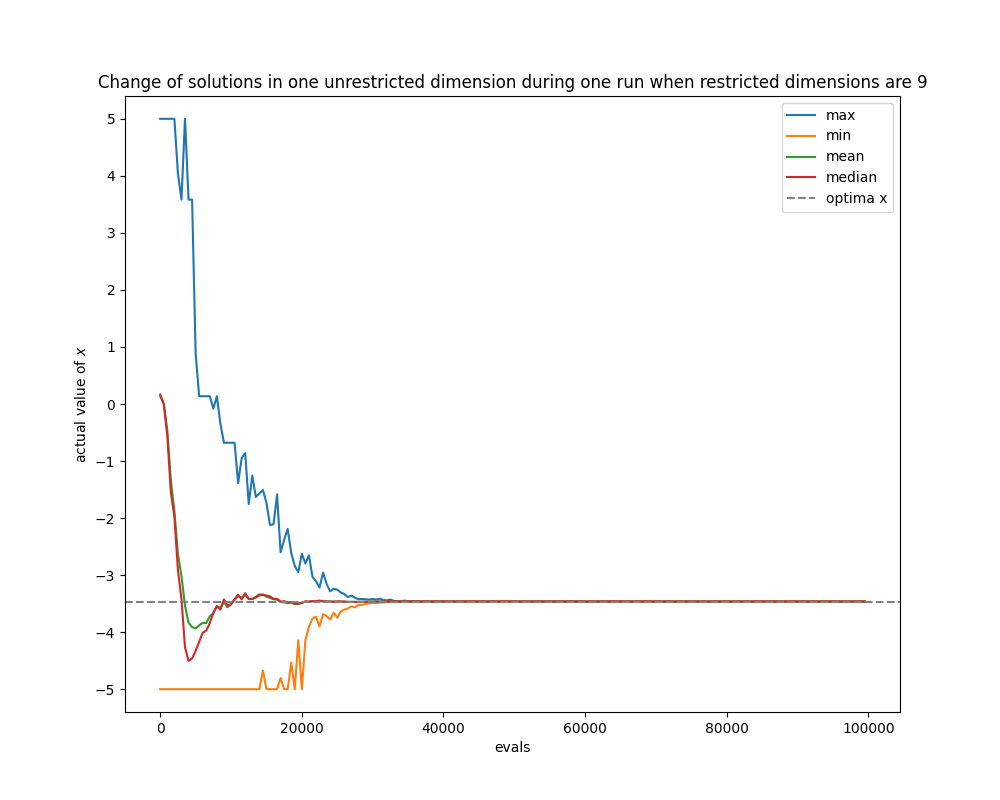 Change of solutions in one unrestricted dimension during one run when restricted dimensions are 9
max
min
mean
median
optima x
actual value of x
5
4
3
2
1
0
−1
−2
−3
−4
−5
0
20000
40000
60000
80000
100000
evals